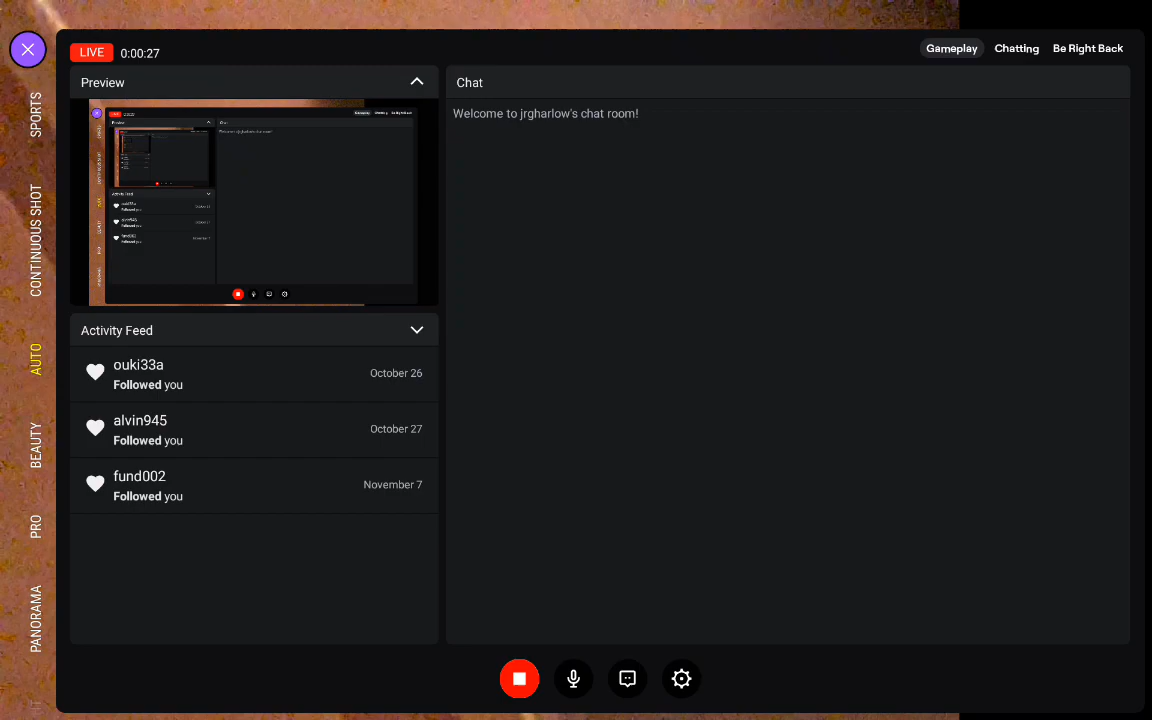 LIVE 0:00:27
Gameplay Chatting Be Right Back
SPORTS
CONTINUOUS SHOT
AUTO
BEAUTY
PRO
PANORAMA
Preview
Activity Feed
ouki33a
Followed you
October 26
alvin945
Followed you
October 27
fund002
Followed you
November 7
Chat
Welcome to jrgharlow's chat room!